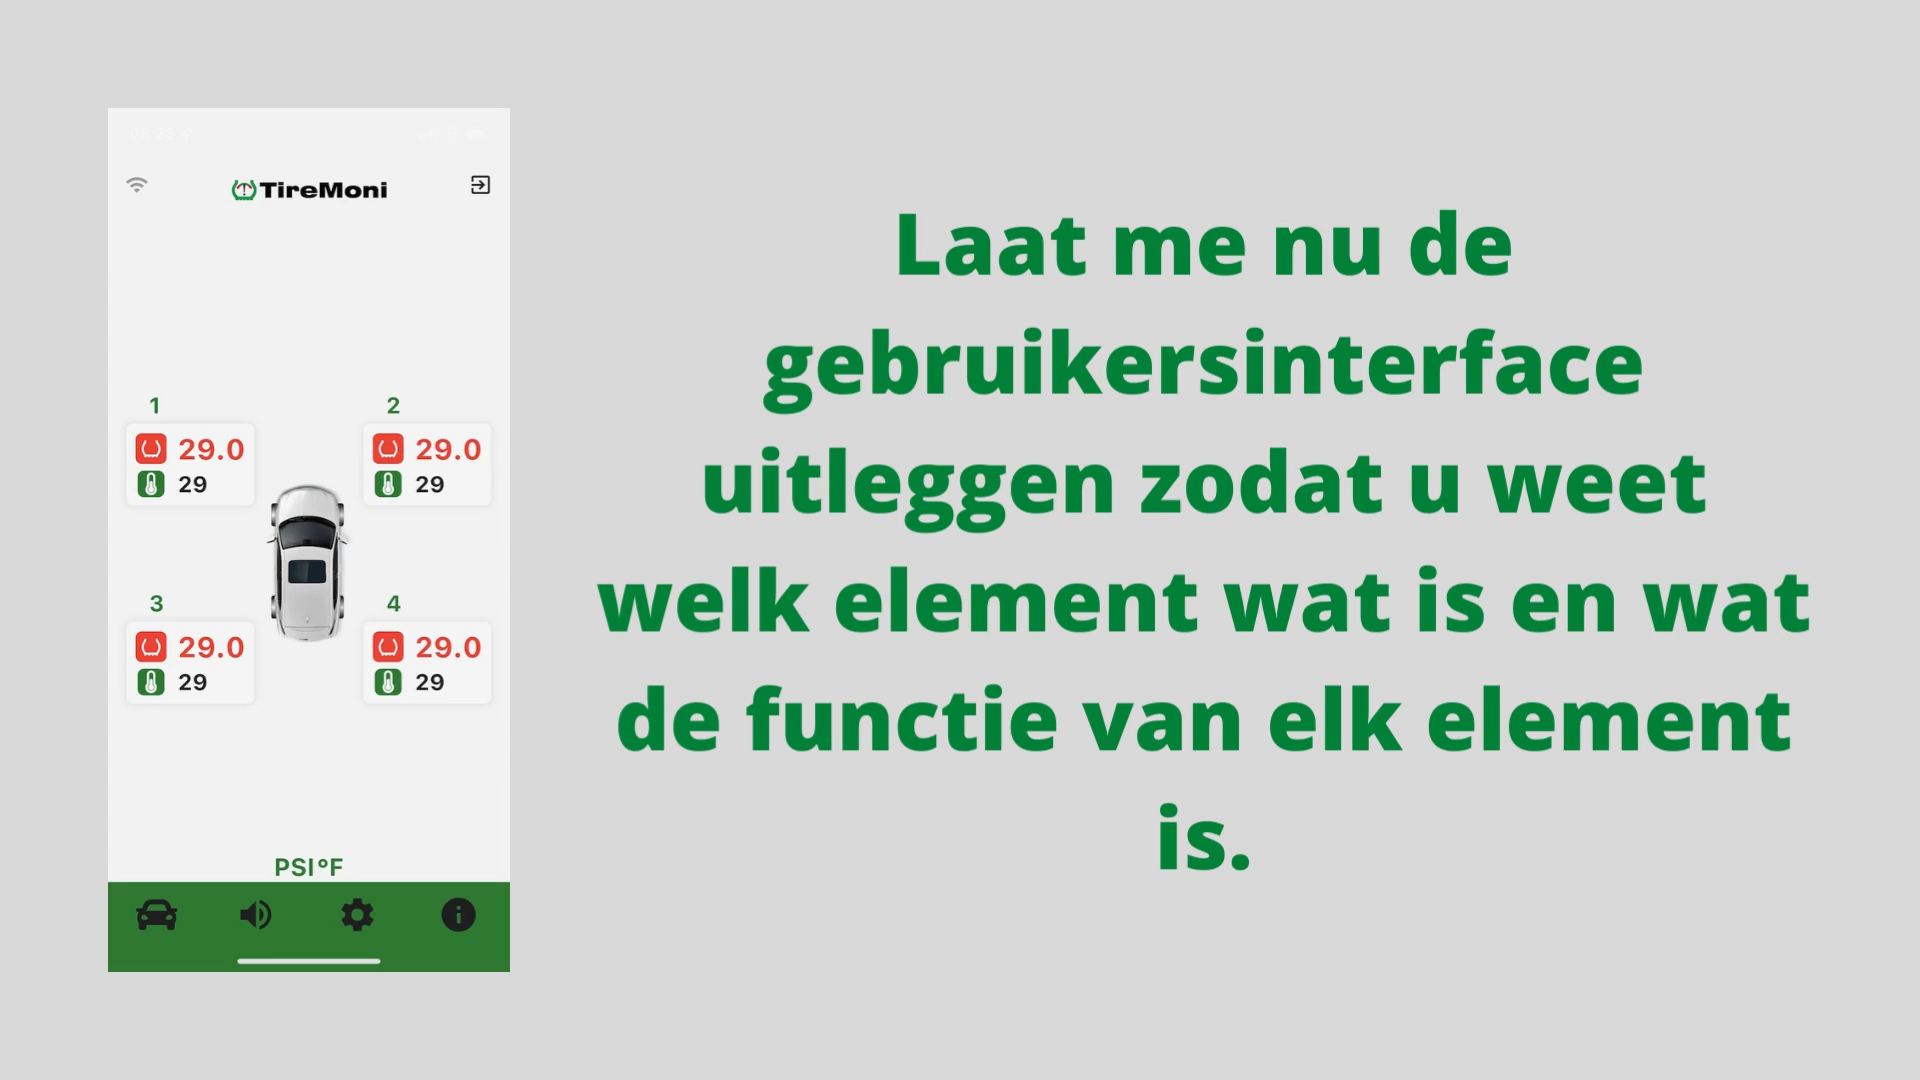 TireMoni
1
2
29.0
29.0
29
29
3
4
29.0
29.0
29
29
PSI°F
Laat me nu de
gebruikersinterface
uitleggen zodat u weet
welk element wat is en wat
de functie van elk element
is.